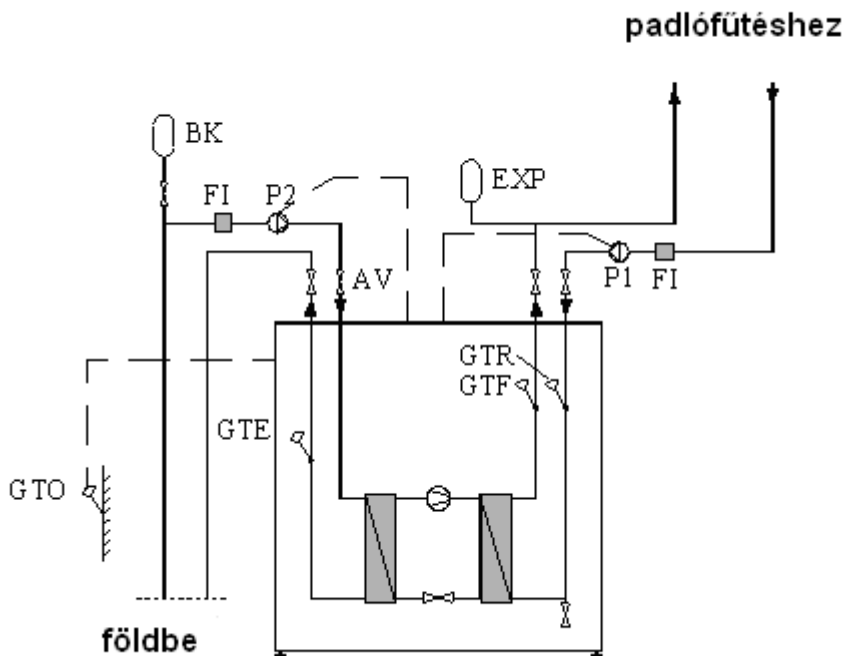 padlófűtéshez
BK
FI
P2
EXP
AV
P1
FI
GTR
GTF
GTE
GTO
földbe